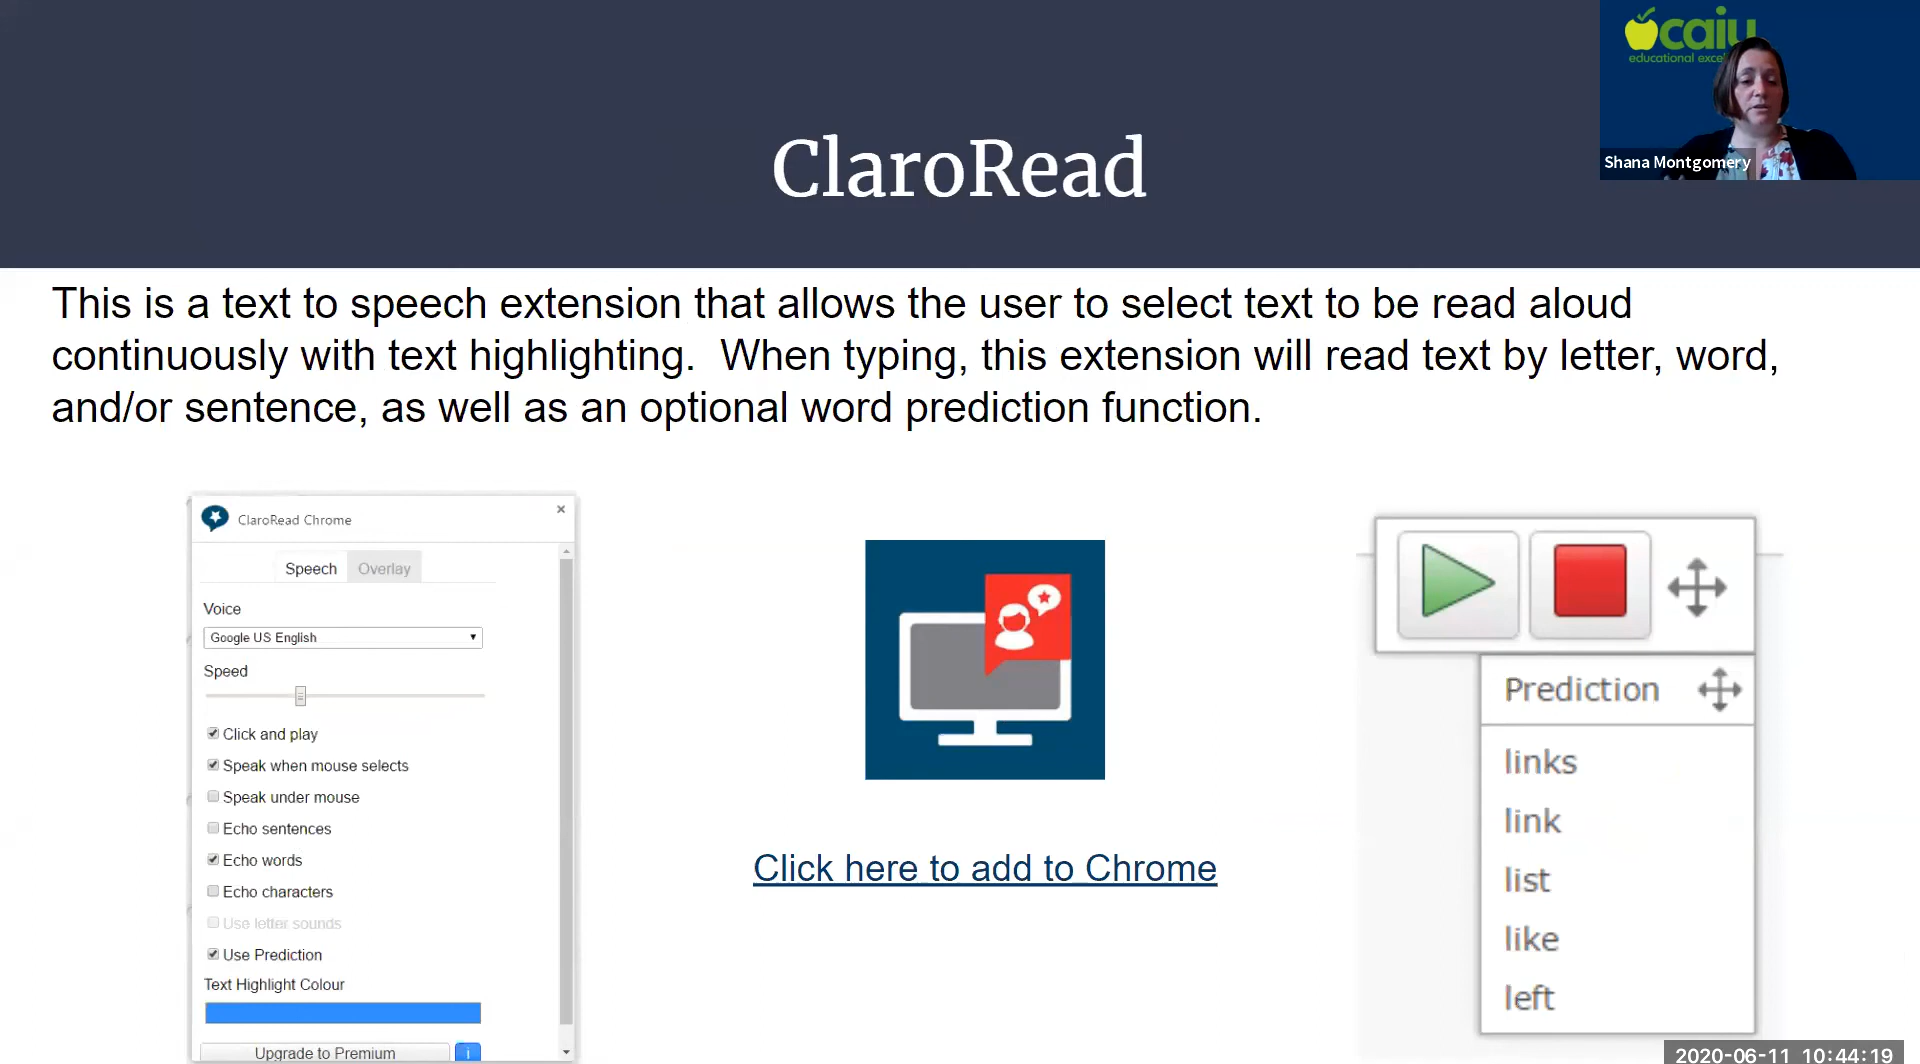 caiu
educational exce
Shana Montgomery
ClaroRead
This is a text to speech extension that allows the user to select text to be read aloud
continuously with text highlighting.  When typing, this extension will read text by letter, word,
and/or sentence, as well as an optional word prediction function.
ClaroRead Chrome
×
Speech
Overlay
Voice
Google US English
Speed
Click and play
Speak when mouse selects
Speak under mouse
Echo sentences
Echo words
Echo characters
Use letter sounds
Use Prediction
Text Highlight Colour
Upgrade to Premium
i
Click here to add to Chrome
Prediction
links
link
list
like
left
2020-06-11 10:44:19